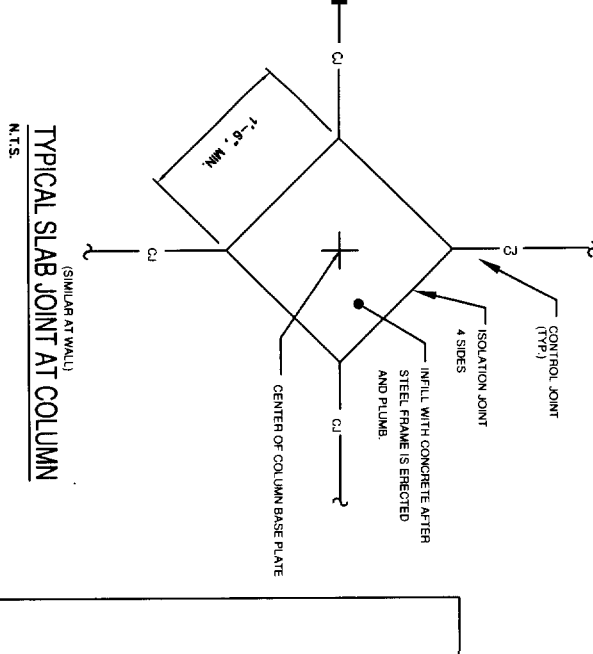 CJ
CJ
CJ
CJ
1'-6", MIN.
CONTROL JOINT
(TYP.)
ISOLATION JOINT
4 SIDES
INFILL WITH CONCRETE AFTER
STEEL FRAME IS ERECTED
AND PLUMB.
CENTER OF COLUMN BASE PLATE
(SIMILAR AT WALL)
TYPICAL SLAB JOINT AT COLUMN
N.T.S.